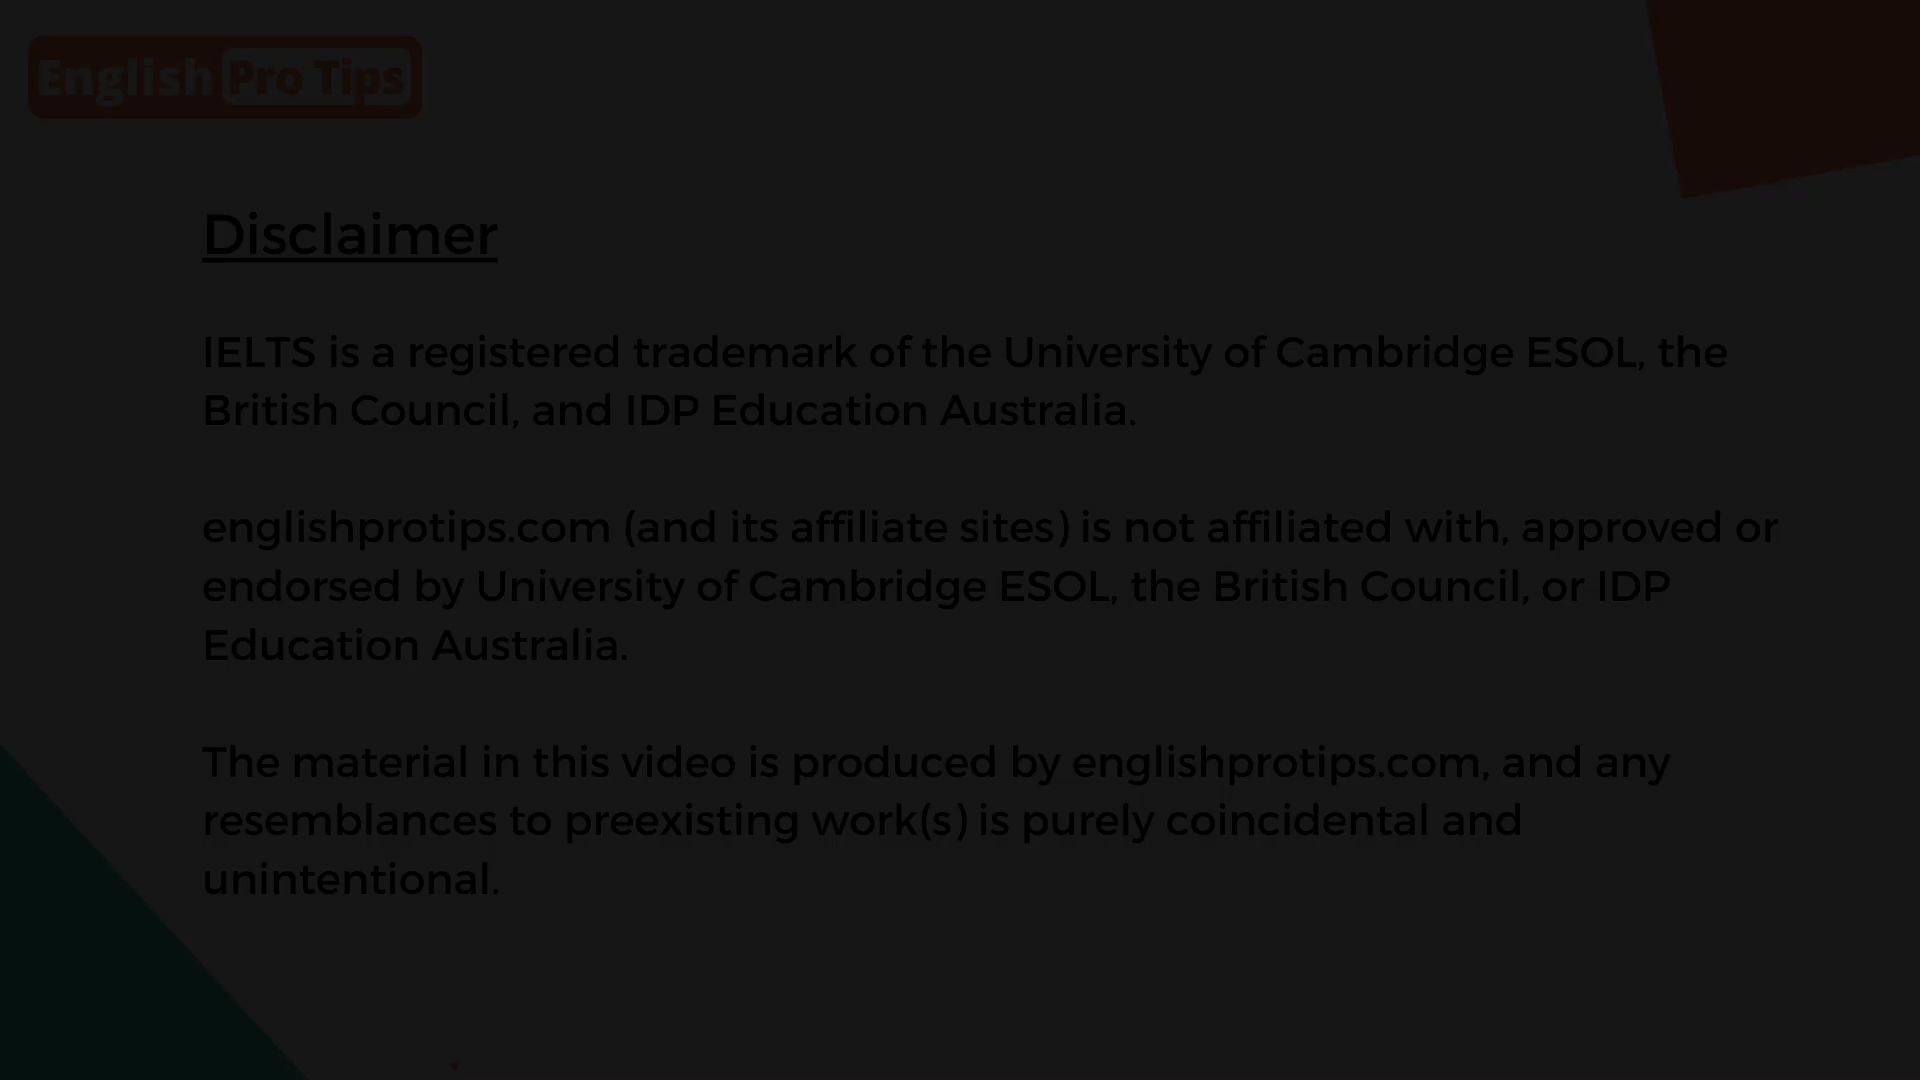 English Pro Tips
Disclaimer
IELTS is a registered trademark of the University of Cambridge ESOL, the
British Council, and IDP Education Australia.
englishprotips.com (and its affiliate sites) is not affiliated with, approved or
endorsed by University of Cambridge ESOL, the British Council, or IDP
Education Australia.
The material in this video is produced by englishprotips.com, and any
resemblances to preexisting work(s) is purely coincidental and
unintentional.